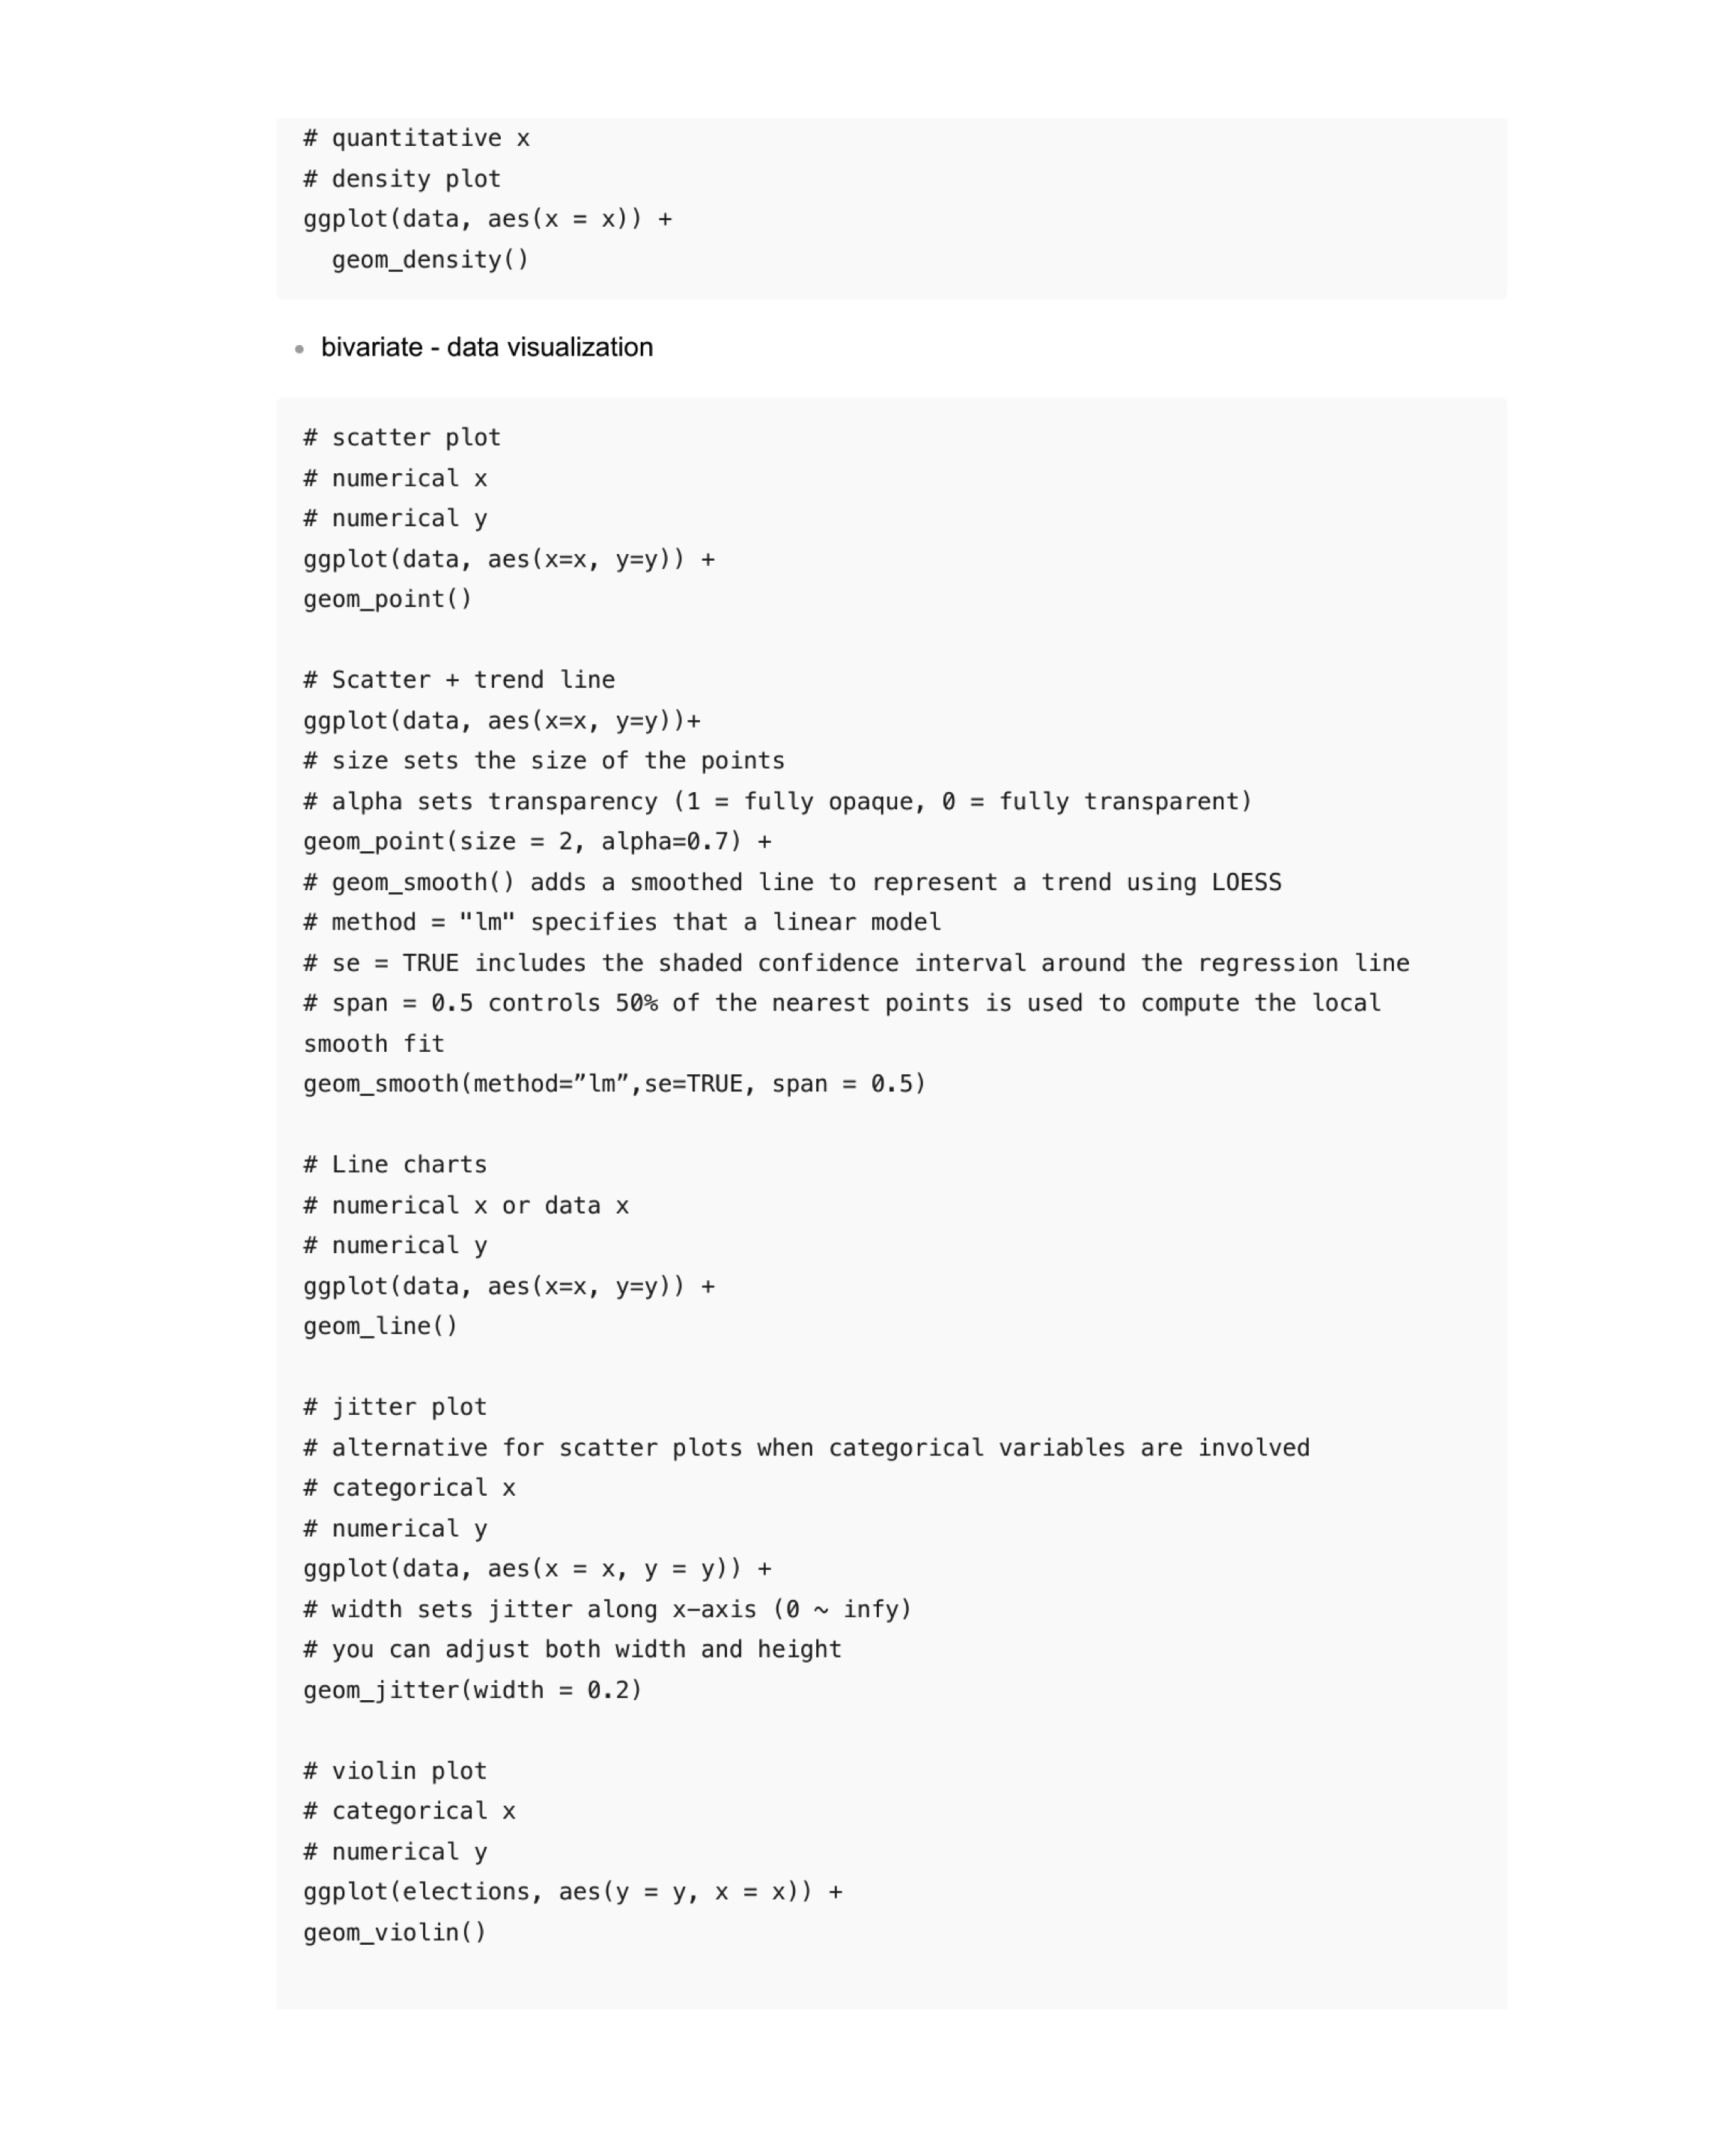 # quantitative x
# density plot
ggplot(data, aes(x = x)) +
  geom_density()
• bivariate - data visualization
# scatter plot
# numerical x
# numerical y
ggplot(data, aes(x=x, y=y)) +
geom_point()

# Scatter + trend line
ggplot(data, aes(x=x, y=y))+
# size sets the size of the points
# alpha sets transparency (1 = fully opaque, 0 = fully transparent)
geom_point(size = 2, alpha=0.7) +
# geom_smooth() adds a smoothed line to represent a trend using LOESS
# method = "lm" specifies that a linear model
# se = TRUE includes the shaded confidence interval around the regression line
# span = 0.5 controls 50% of the nearest points is used to compute the local
smooth fit
geom_smooth(method=”lm”,se=TRUE, span = 0.5)

# Line charts
# numerical x or data x
# numerical y
ggplot(data, aes(x=x, y=y)) +
geom_line()

# jitter plot
# alternative for scatter plots when categorical variables are involved
# categorical x
# numerical y
ggplot(data, aes(x = x, y = y)) +
# width sets jitter along x-axis (0 ~ infy)
# you can adjust both width and height
geom_jitter(width = 0.2)

# violin plot
# categorical x
# numerical y
ggplot(elections, aes(y = y, x = x)) +
geom_violin()